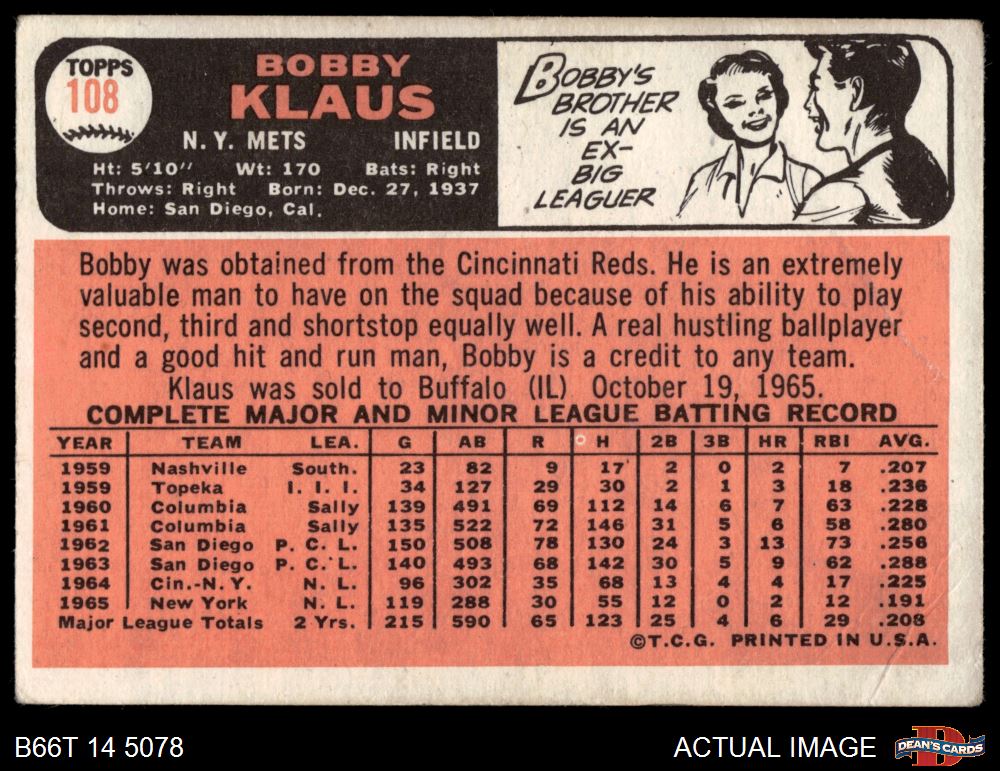 TOPPS
108
BOBBY
KLAUS
N. Y. METS INFIELD
Ht: 5'10" Wt: 170 Bats: Right
Throws: Right Born: Dec. 27, 1937
Home: San Diego, Cal.
BOBBY'S
BROTHER
IS AN
EX-
BIG
LEAGUER
Bobby was obtained from the Cincinnati Reds. He is an extremely
valuable man to have on the squad because of his ability to play
second, third and shortstop equally well. A real hustling ballplayer
and a good hit and run man, Bobby is a credit to any team.
Klaus was sold to Buffalo (IL) October 19, 1965.
COMPLETE MAJOR AND MINOR LEAGUE BATTING RECORD
YEAR TEAM LEA. G AB R H 2B 3B HR RBI AVG.
1959 Nashville South. 23 82 9 17 2 0 2 7 .207
1959 Topeka I. I. I. 34 127 29 30 2 1 3 18 .236
1960 Columbia Sally 139 491 69 112 14 6 7 63 .228
1961 Columbia Sally 135 522 72 146 31 5 6 58 .280
1962 San Diego P. C. L. 150 508 78 130 24 3 13 73 .256
1963 San Diego P. C. L. 140 493 68 142 30 5 9 62 .288
1964 Cin.-N. Y. N. L. 96 302 35 68 13 4 4 17 .225
1965 New York N. L. 119 288 30 55 12 0 2 12 .191
Major League Totals 2 Yrs. 215 590 65 123 25 4 6 29 .208
©T.C.G. PRINTED IN U.S.A.
B66T 14 5078 ACTUAL IMAGE DEAN'S CARDS